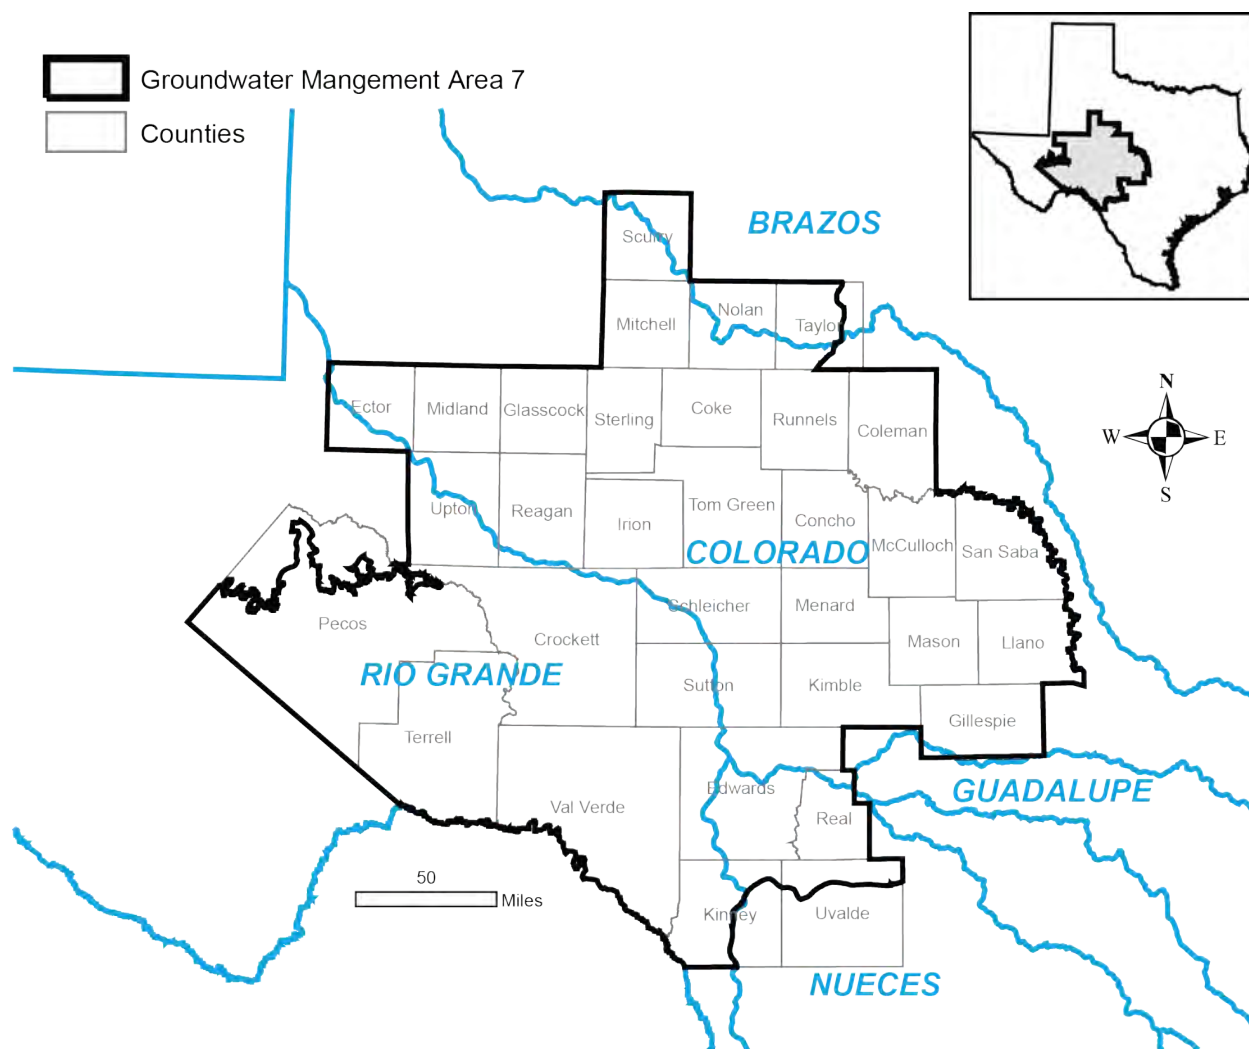 Groundwater Mangement Area 7
Counties
BRAZOS
Scurry
Mitchell
Nolan
Taylor
N
W
E
S
Ector
Midland
Glasscock
Sterling
Coke
Runnels
Coleman
Upton
Reagan
Irion
Tom Green
Concho
McCulloch
San Saba
COLORADO
Pecos
Crockett
Schleicher
Menard
Mason
Llano
RIO GRANDE
Sutton
Kimble
Gillespie
Terrell
Val Verde
Edwards
Real
GUADALUPE
50
Miles
Kinney
Uvalde
NUECES